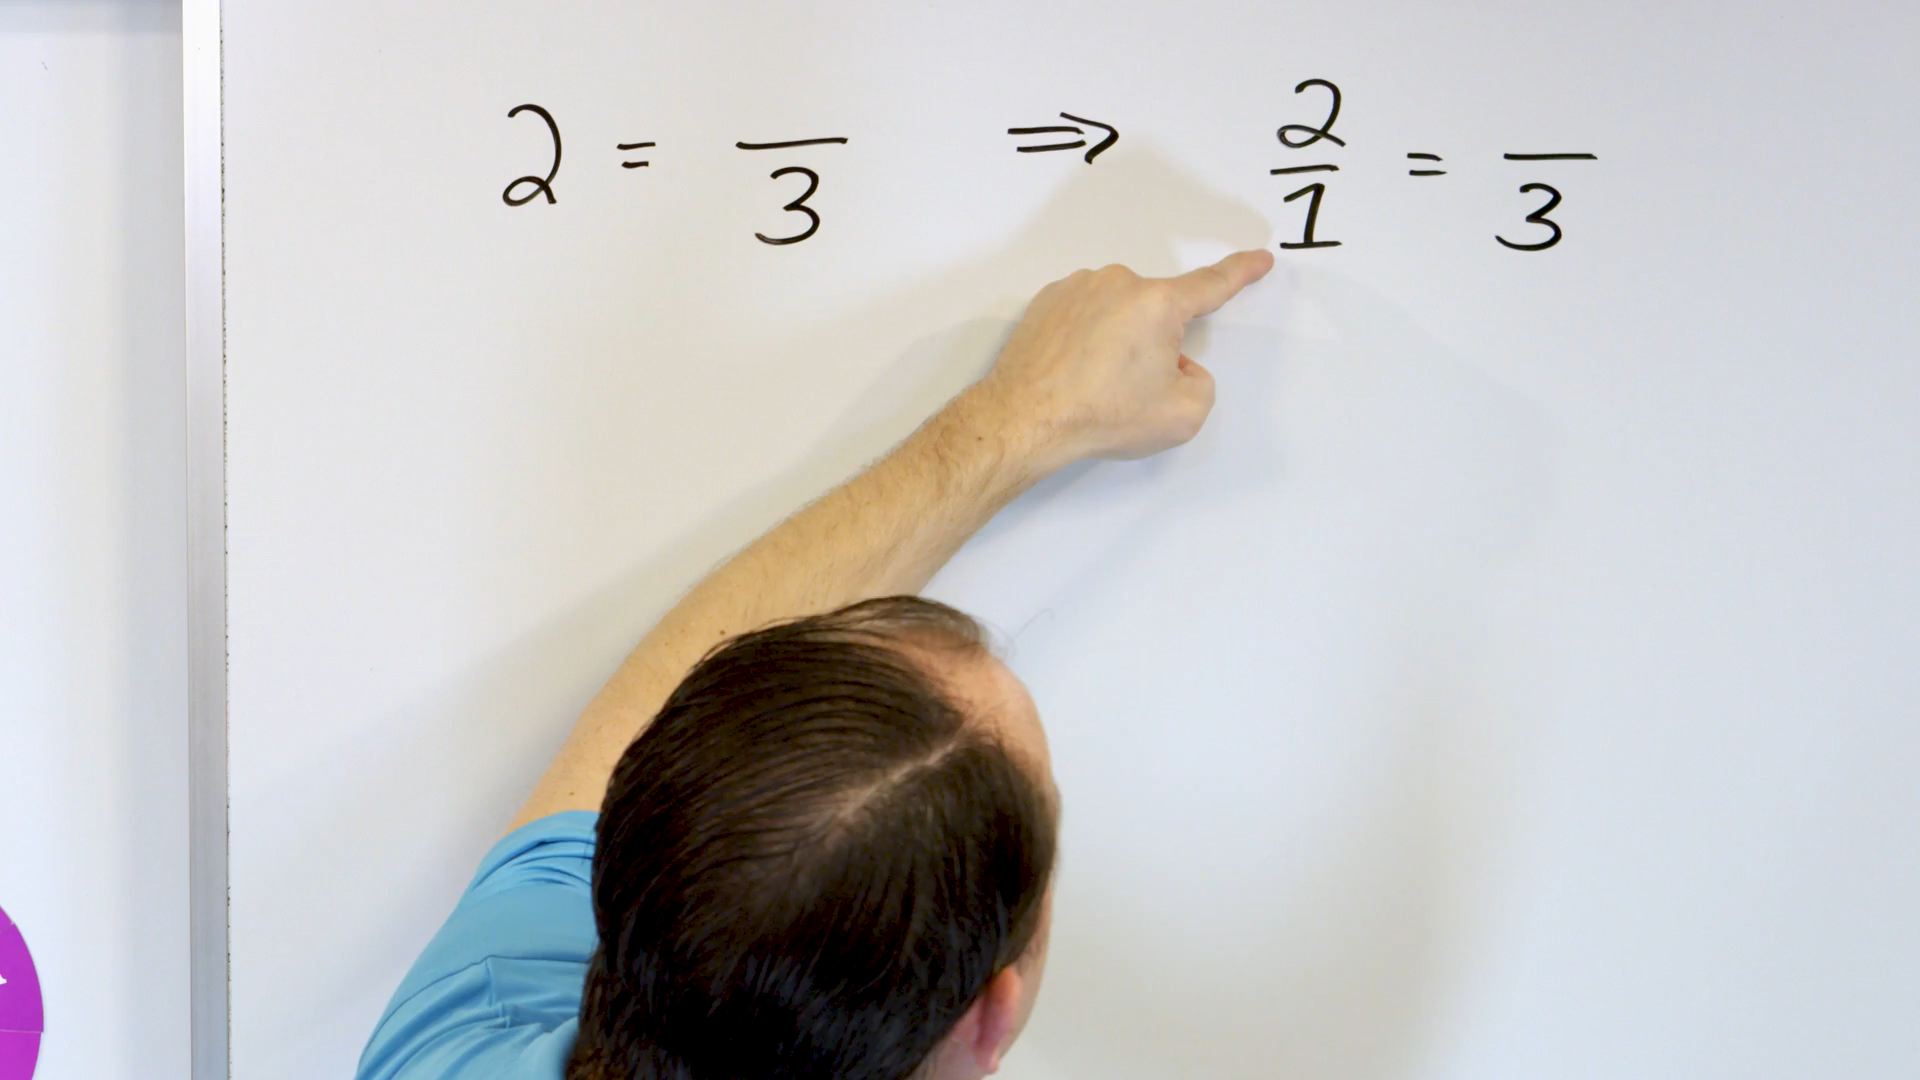 2 = —/3 ⇒ 2/1 = —/3